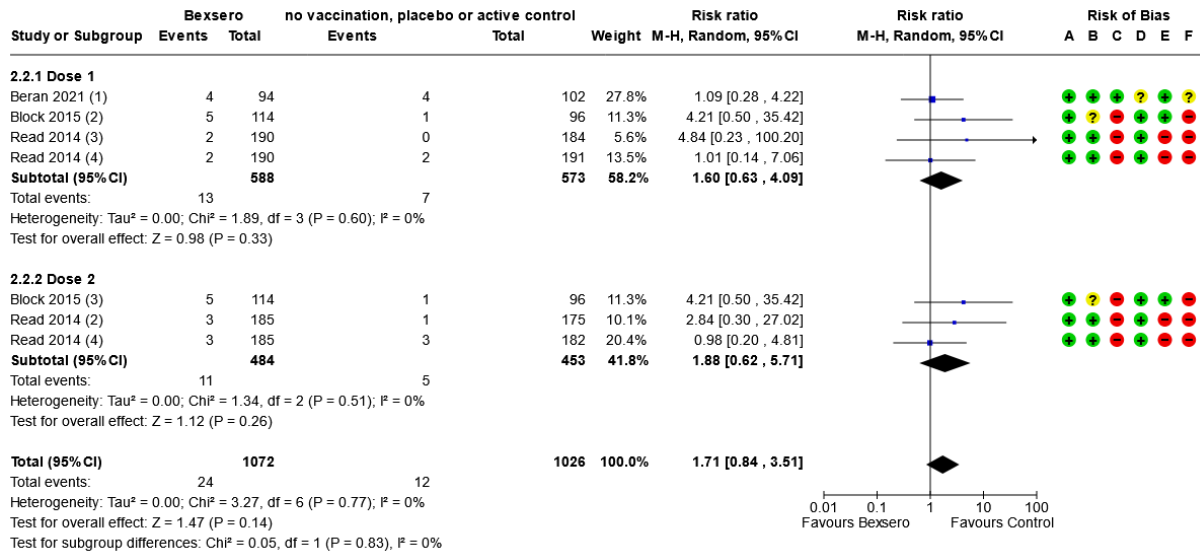 Bexsero no vaccination, placebo or active control Risk ratio Risk ratio Risk of Bias
Study or Subgroup Events Total Events Total Weight M-H, Random, 95% CI M-H, Random, 95% CI A B C D E F
2.2.1 Dose 1
Beran 2021 (1) 4 94 4 102 27.8% 1.09 [0.28 , 4.22] + + + ? + ?
Block 2015 (2) 5 114 1 96 11.3% 4.21 [0.50 , 35.42] + ? − + + −
Read 2014 (3) 2 190 0 184 5.6% 4.84 [0.23 , 100.20] + + − + − −
Read 2014 (4) 2 190 2 191 13.5% 1.01 [0.14 , 7.06] + + − + − −
Subtotal (95% CI) 588 573 58.2% 1.60 [0.63 , 4.09]
Total events: 13 7
Heterogeneity: Tau² = 0.00; Chi² = 1.89, df = 3 (P = 0.60); I² = 0%
Test for overall effect: Z = 0.98 (P = 0.33)
2.2.2 Dose 2
Block 2015 (3) 5 114 1 96 11.3% 4.21 [0.50 , 35.42] + ? − + + −
Read 2014 (2) 3 185 1 175 10.1% 2.84 [0.30 , 27.02] + + − + − −
Read 2014 (4) 3 185 3 182 20.4% 0.98 [0.20 , 4.81] + + − + − −
Subtotal (95% CI) 484 453 41.8% 1.88 [0.62 , 5.71]
Total events: 11 5
Heterogeneity: Tau² = 0.00; Chi² = 1.34, df = 2 (P = 0.51); I² = 0%
Test for overall effect: Z = 1.12 (P = 0.26)
Total (95% CI) 1072 1026 100.0% 1.71 [0.84 , 3.51]
Total events: 24 12
Heterogeneity: Tau² = 0.00; Chi² = 3.27, df = 6 (P = 0.77); I² = 0%
0.01 0.1 1 10 100
Test for overall effect: Z = 1.47 (P = 0.14)
Favours Bexsero Favours Control
Test for subgroup differences: Chi² = 0.05, df = 1 (P = 0.83), I² = 0%